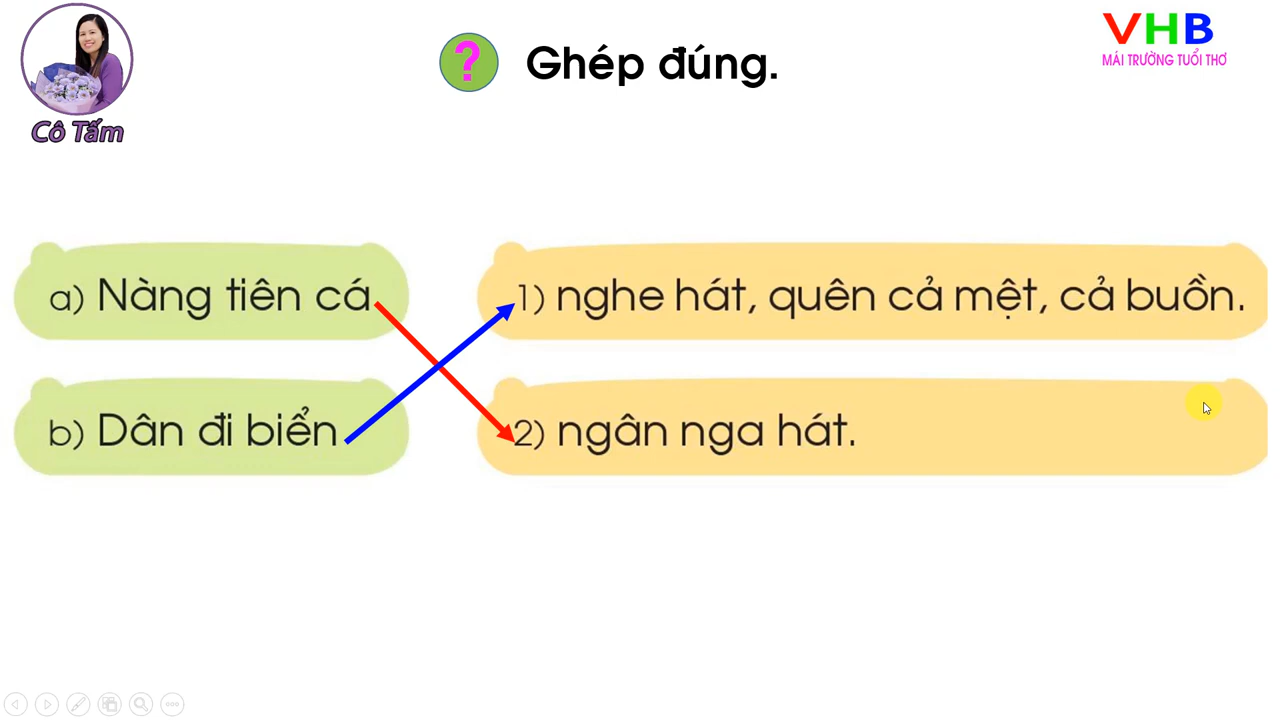 Cô Tấm
? Ghép đúng.
VHB
MÁI TRƯỜNG TUỔI THƠ
a) Nàng tiên cá
1) nghe hát, quên cả mệt, cả buồn.
b) Dân đi biển
2) ngân nga hát.